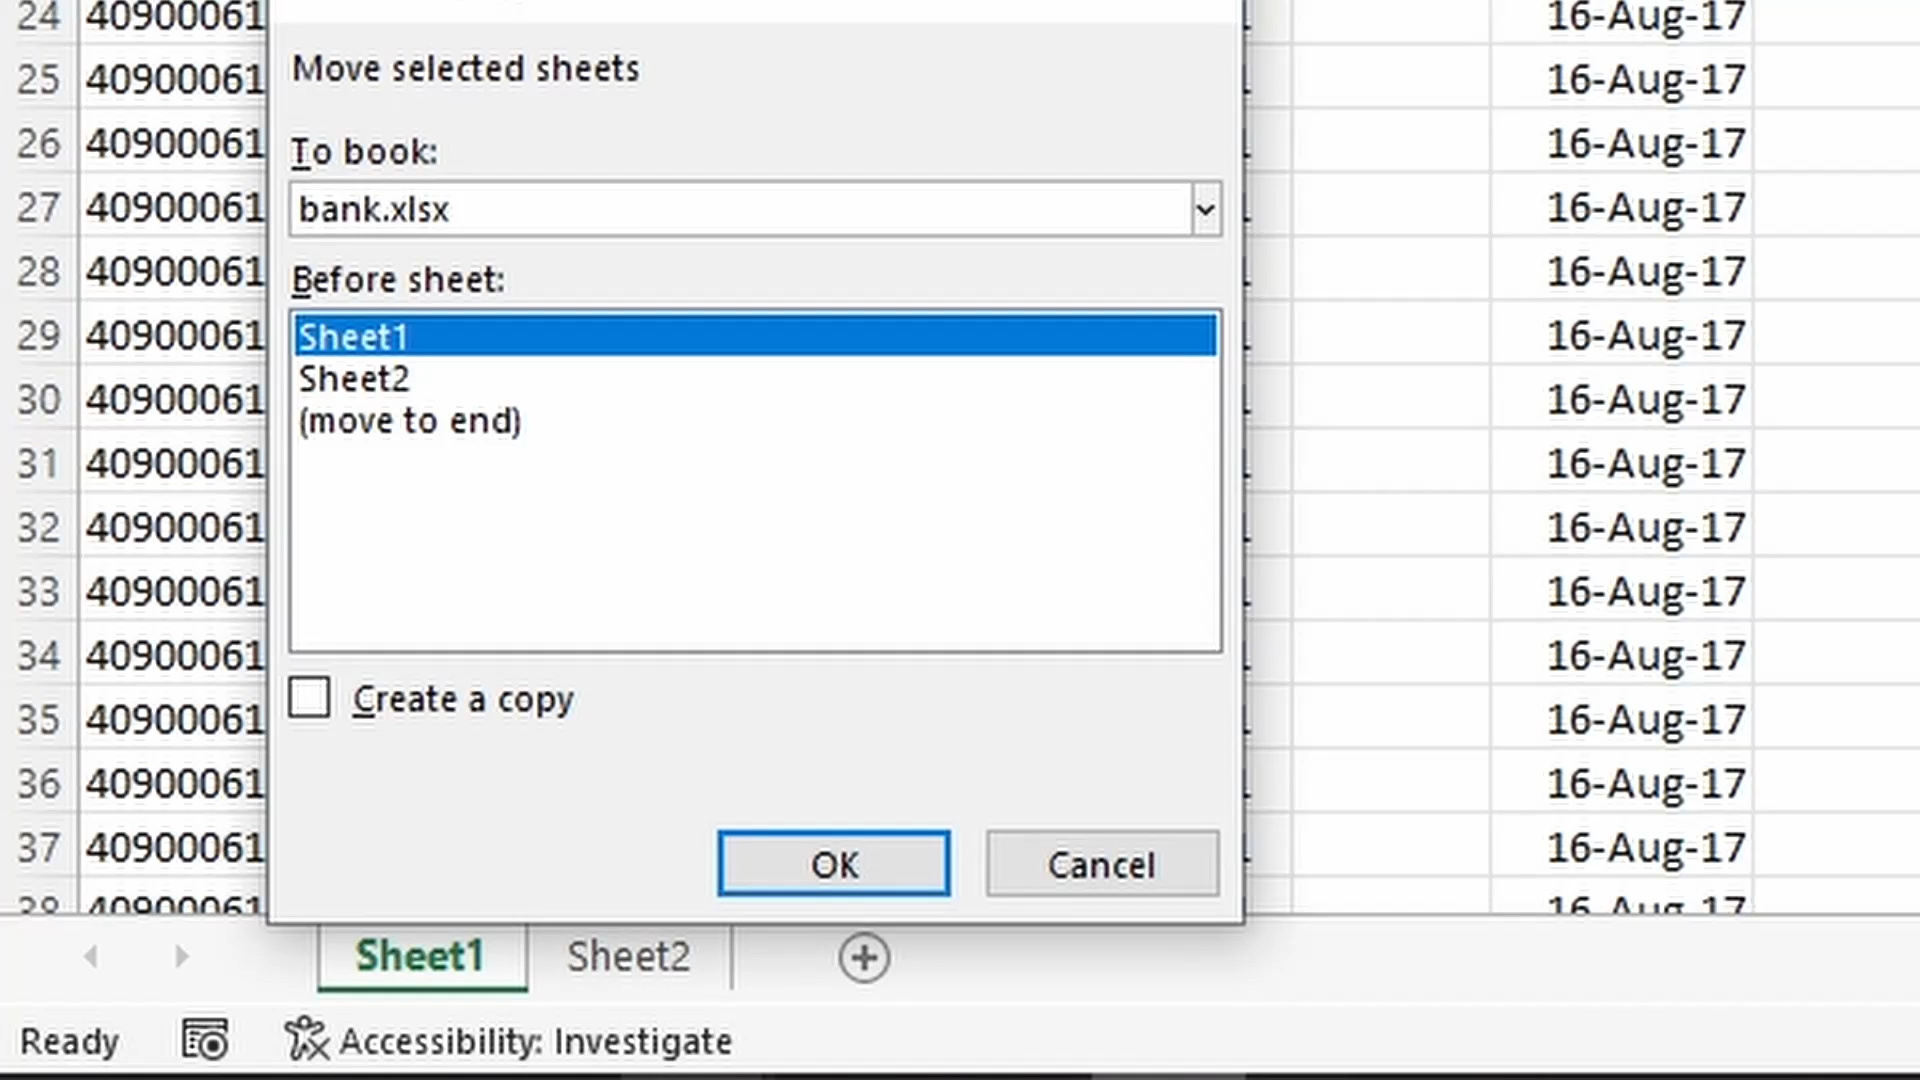 24 40900061 16-Aug-17
Move selected sheets
25 40900061 16-Aug-17
To book:
26 40900061 16-Aug-17
27 40900061 bank.xlsx 16-Aug-17
28 40900061 Before sheet: 16-Aug-17
29 40900061 Sheet1 16-Aug-17
Sheet2
30 40900061 (move to end) 16-Aug-17
31 40900061 16-Aug-17
32 40900061 16-Aug-17
33 40900061 16-Aug-17
34 40900061 16-Aug-17
35 40900061 Create a copy 16-Aug-17
36 40900061 16-Aug-17
37 40900061 OK Cancel 16-Aug-17
38 40900061 16-Aug-17
Sheet1 Sheet2
Ready Accessibility: Investigate